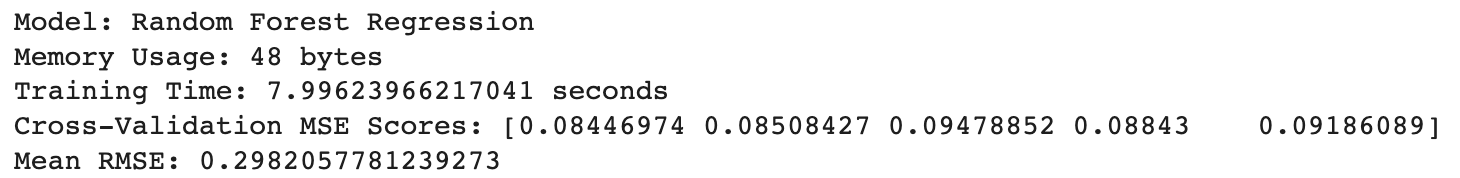 Model: Random Forest Regression
Memory Usage: 48 bytes
Training Time: 7.99623966217041 seconds
Cross-Validation MSE Scores: [0.08446974 0.08508427 0.09478852 0.08843    0.09186089]
Mean RMSE: 0.2982057781239273